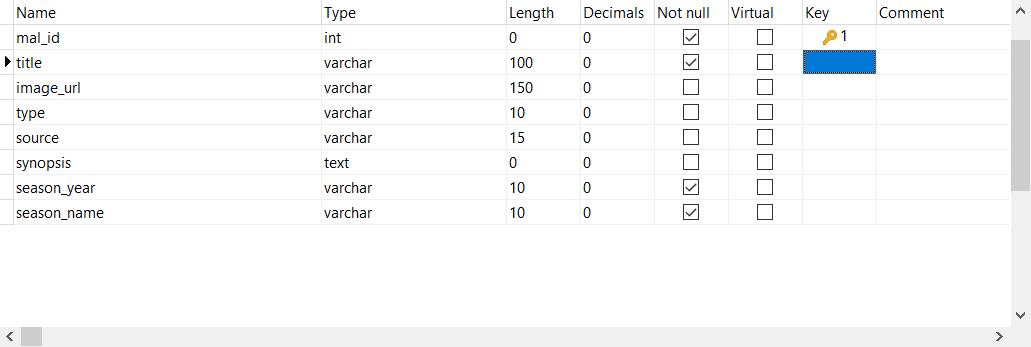 Name Type Length Decimals Not null Virtual Key Comment
mal_id int 0 0 1
title varchar 100 0
image_url varchar 150 0
type varchar 10 0
source varchar 15 0
synopsis text 0 0
season_year varchar 10 0
season_name varchar 10 0